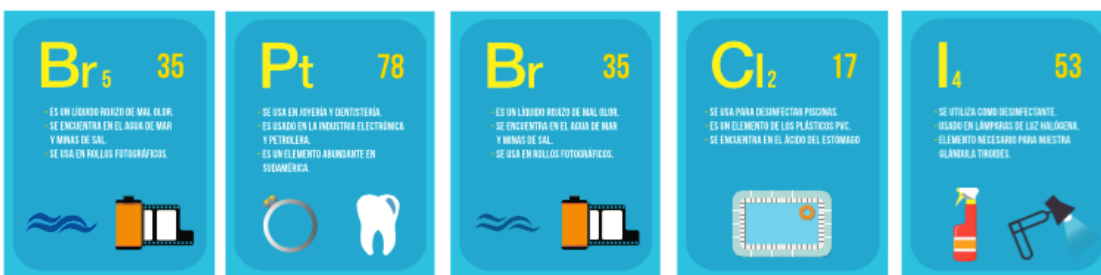 Br5 35
- ES UN LÍQUIDO ROJIZO DE MAL OLOR.
- SE ENCUENTRA EN EL AGUA DE MAR
Y MINAS DE SAL.
- SE USA EN ROLLOS FOTOGRÁFICOS.
Pt 78
- SE USA EN JOYERÍA Y DENTISTERÍA.
- ES USADO EN LA INDUSTRIA ELECTRÓNICA
Y PETROLERA.
- ES UN ELEMENTO ABUNDANTE EN
SUDAMÉRICA.
Br 35
- ES UN LÍQUIDO ROJIZO DE MAL OLOR.
- SE ENCUENTRA EN EL AGUA DE MAR
Y MINAS DE SAL.
- SE USA EN ROLLOS FOTOGRÁFICOS.
Cl2 17
- SE USA PARA DESINFECTAR PISCINAS.
- ES UN ELEMENTO DE LOS PLÁSTICOS PVC.
- SE ENCUENTRA EN EL ÁCIDO DEL ESTÓMAGO
I4 53
- SE UTILIZA COMO DESINFECTANTE.
- USADO EN LÁMPARAS DE LUZ HALÓGENA.
- ELEMENTO NECESARIO PARA NUESTRA
GLÁNDULA TIROIDES.